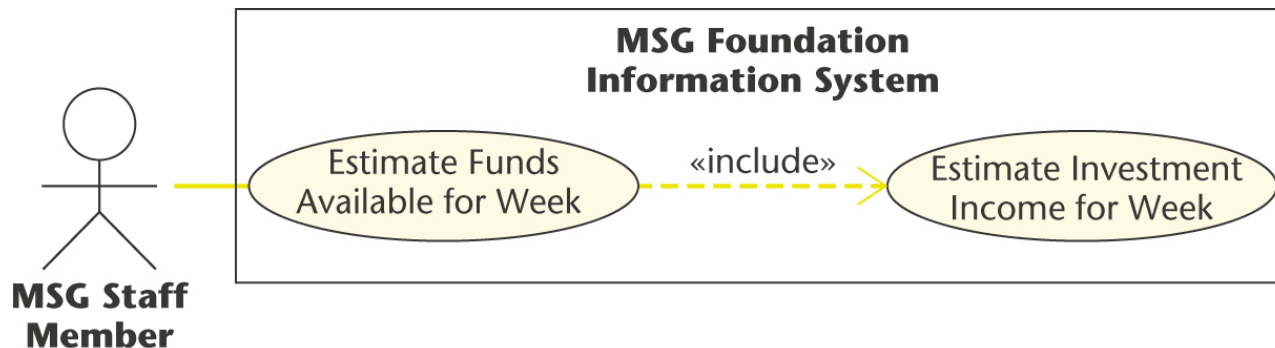 MSG Foundation
Information System
Estimate Funds
Available for Week
«include»
Estimate Investment
Income for Week
MSG Staff
Member